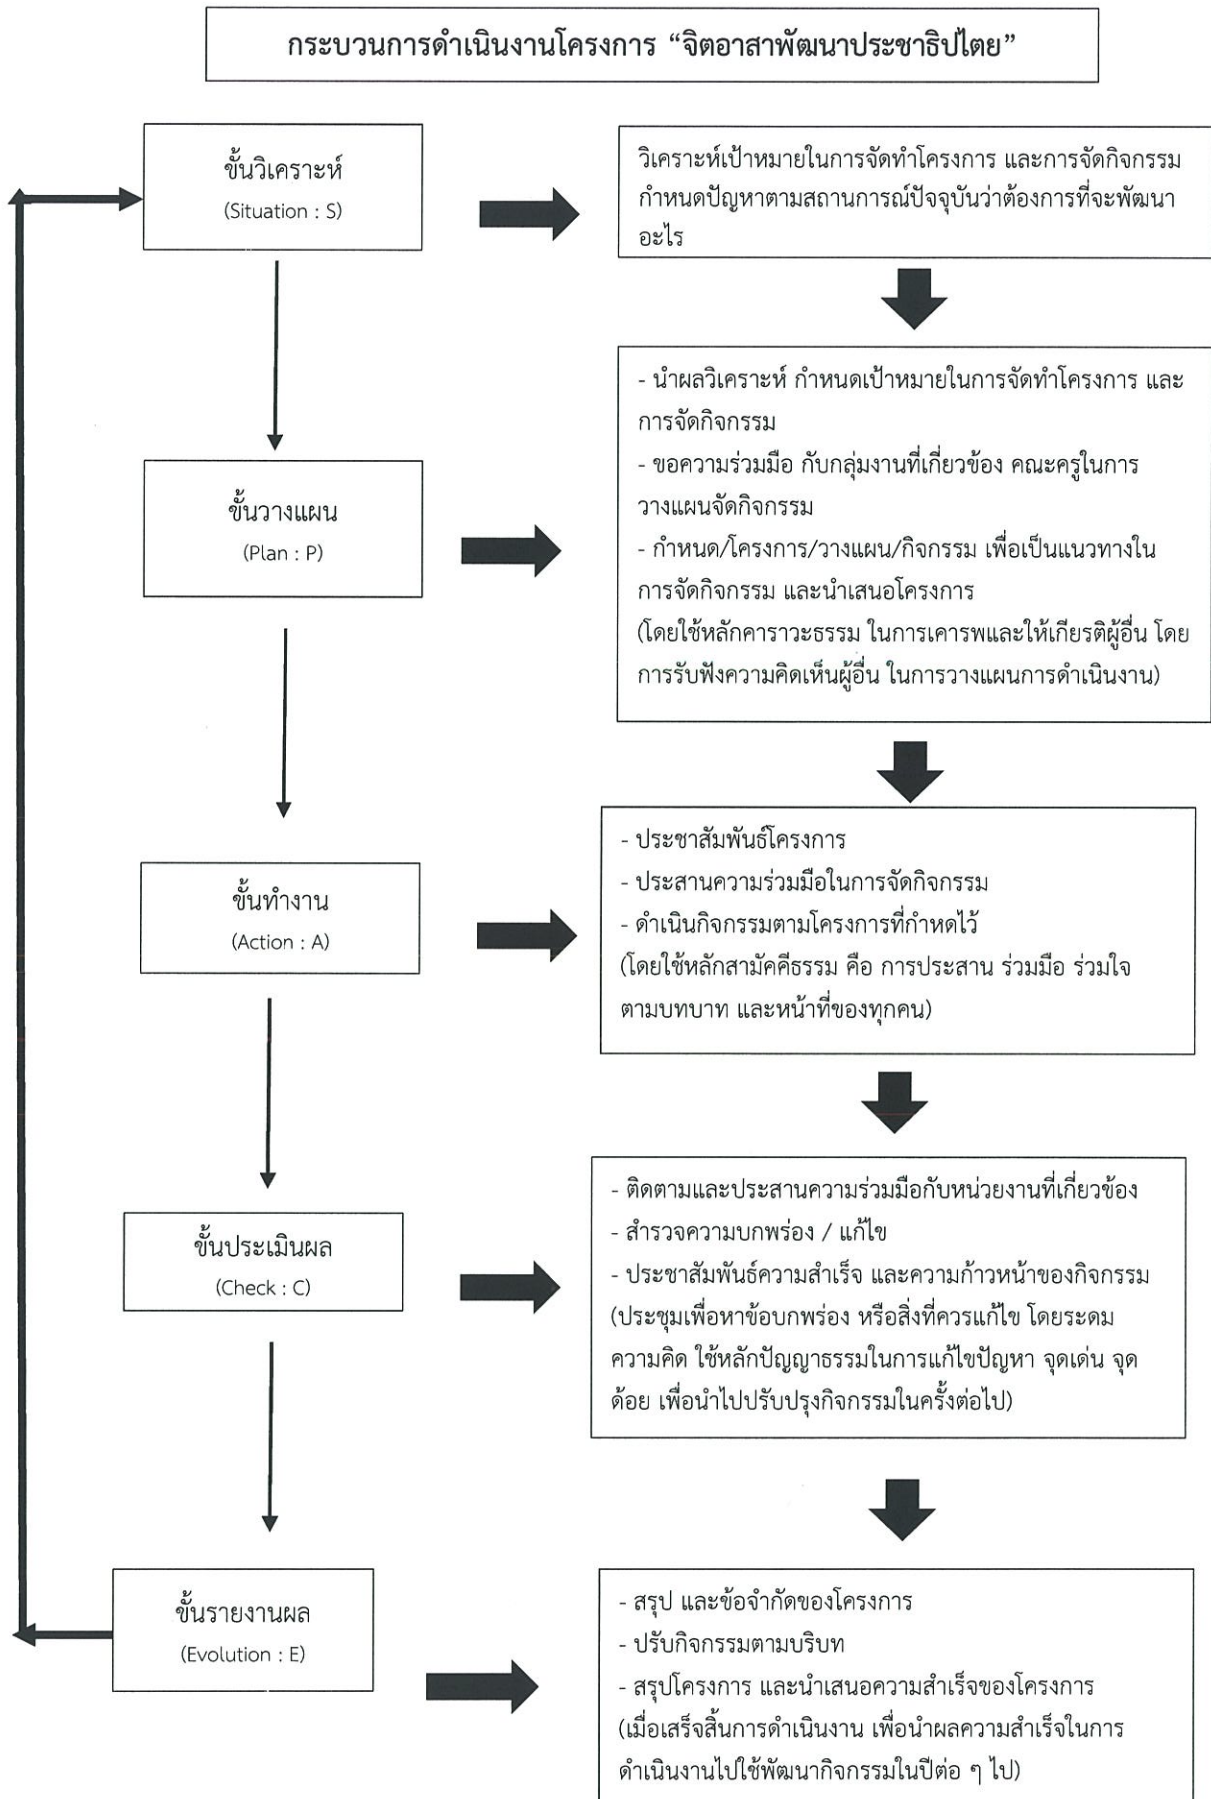 กระบวนการดำเนินงานโครงการ “จิตอาสาพัฒนาประชาธิปไตย”
ขั้นวิเคราะห์
(Situation : S)
วิเคราะห์เป้าหมายในการจัดทำโครงการ และการจัดกิจกรรม
กำหนดปัญหาตามสถานการณ์ปัจจุบันว่าต้องการที่จะพัฒนา
อะไร
ขั้นวางแผน
(Plan : P)
- นำผลวิเคราะห์ กำหนดเป้าหมายในการจัดทำโครงการ และ
การจัดกิจกรรม
- ขอความร่วมมือ กับกลุ่มงานที่เกี่ยวข้อง คณะครูในการ
วางแผนจัดกิจกรรม
- กำหนด/โครงการ/วางแผน/กิจกรรม เพื่อเป็นแนวทางใน
การจัดกิจกรรม และนำเสนอโครงการ
(โดยใช้หลักคาราวะธรรม ในการเคารพและให้เกียรติผู้อื่น โดย
การรับฟังความคิดเห็นผู้อื่น ในการวางแผนการดำเนินงาน)
ขั้นทำงาน
(Action : A)
- ประชาสัมพันธ์โครงการ
- ประสานความร่วมมือในการจัดกิจกรรม
- ดำเนินกิจกรรมตามโครงการที่กำหดไว้
(โดยใช้หลักสามัคคีธรรม คือ การประสาน ร่วมมือ ร่วมใจ
ตามบทบาท และหน้าที่ของทุกคน)
ขั้นประเมินผล
(Check : C)
- ติดตามและประสานความร่วมมือกับหน่วยงานที่เกี่ยวข้อง
- สำรวจความบกพร่อง / แก้ไข
- ประชาสัมพันธ์ความสำเร็จ และความก้าวหน้าของกิจกรรม
(ประชุมเพื่อหาข้อบกพร่อง หรือสิ่งที่ควรแก้ไข โดยระดม
ความคิด ใช้หลักปัญญาธรรมในการแก้ไขปัญหา จุดเด่น จุด
ด้อย เพื่อนำไปปรับปรุงกิจกรรมในครั้งต่อไป)
ขั้นรายงานผล
(Evolution : E)
- สรุป และข้อจำกัดของโครงการ
- ปรับกิจกรรมตามบริบท
- สรุปโครงการ และนำเสนอความสำเร็จของโครงการ
(เมื่อเสร็จสิ้นการดำเนินงาน เพื่อนำผลความสำเร็จในการ
ดำเนินงานไปใช้พัฒนากิจกรรมในปีต่อ ๆ ไป)